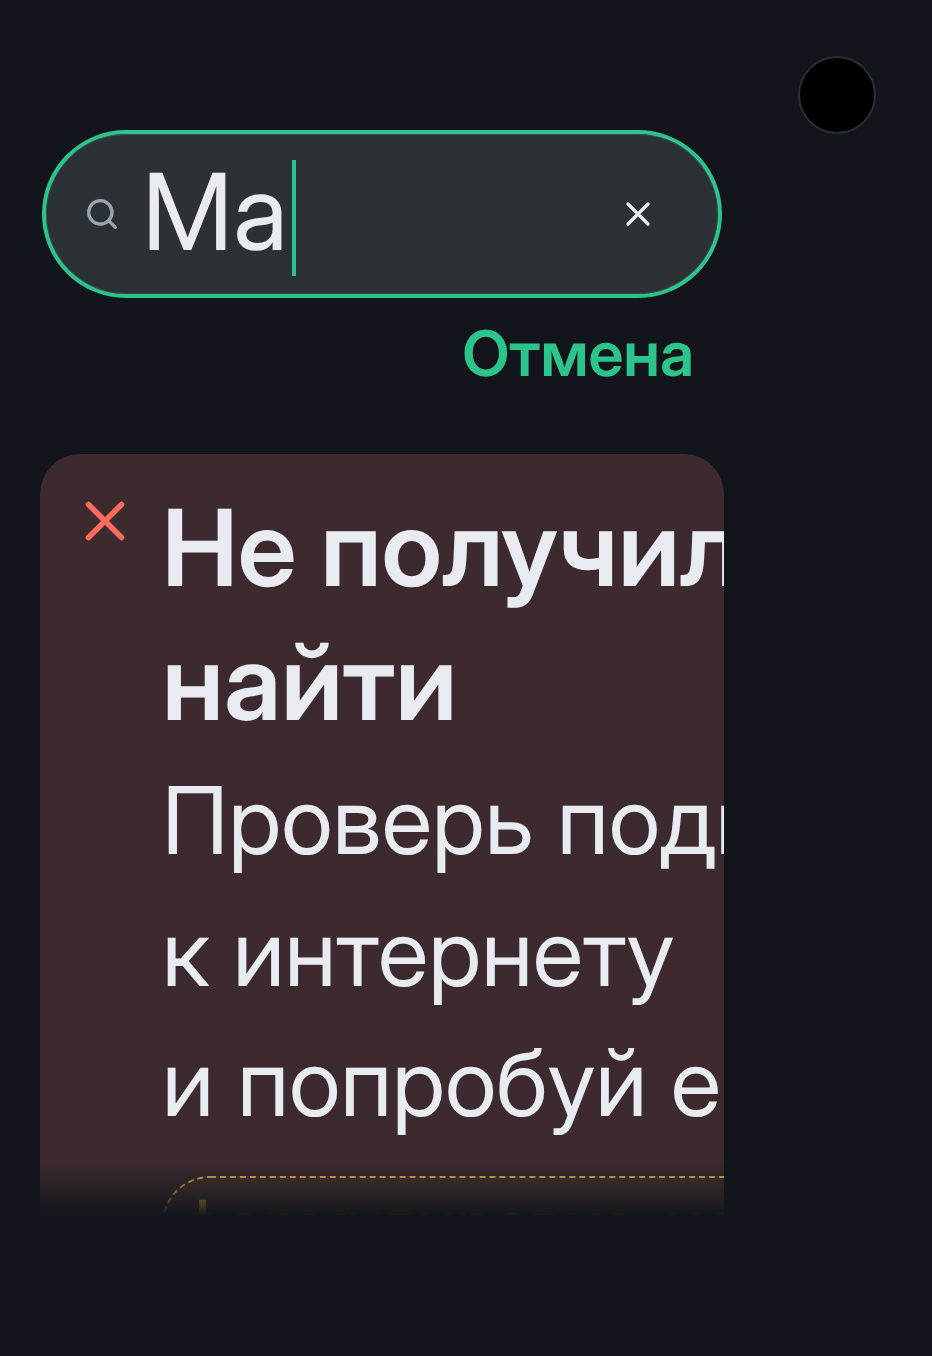 Ма
Отмена
Не получил
найти
Проверь под
к интернету
и попробуй е